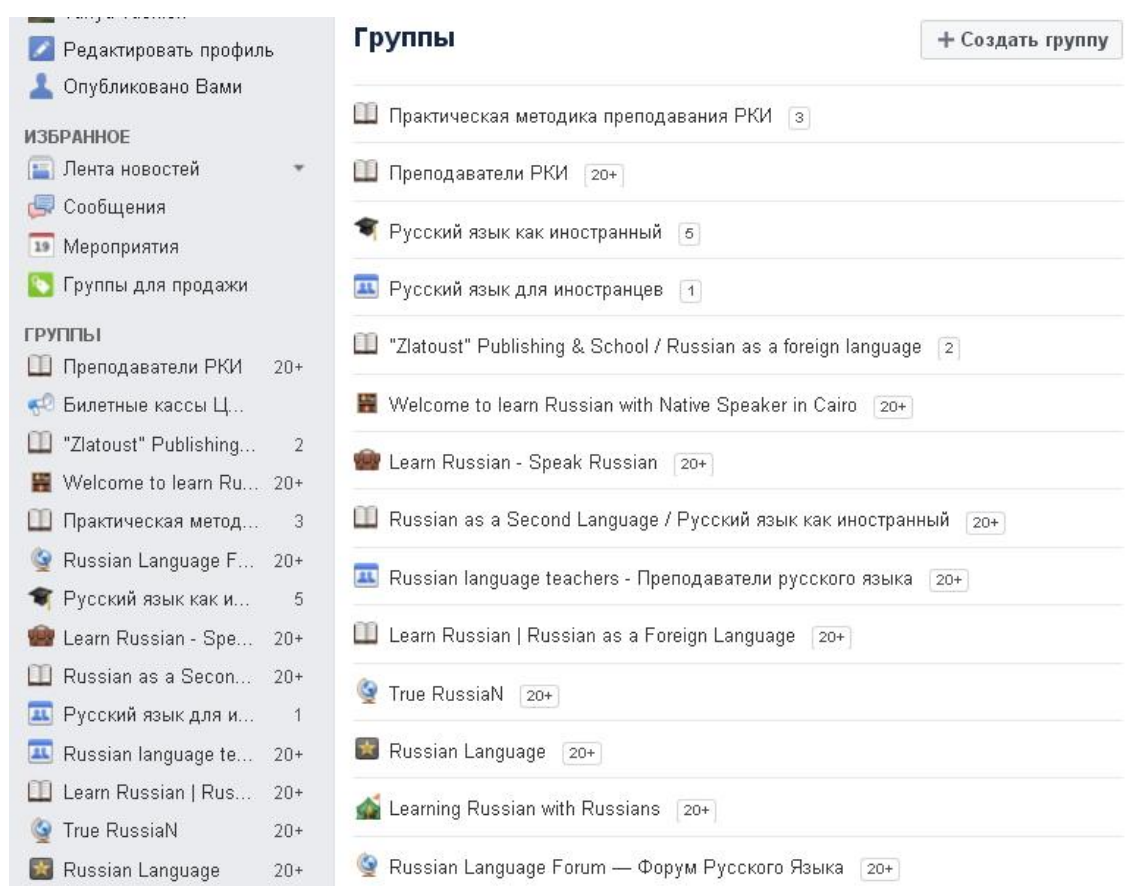 Редактировать профиль
Опубликовано Вами
ИЗБРАННОЕ
Лента новостей
Сообщения
19 Мероприятия
Группы для продажи
ГРУППЫ
Преподаватели РКИ 20+
Билетные кассы Ц...
"Zlatoust" Publishing... 2
Welcome to learn Ru... 20+
Практическая метод... 3
Russian Language F... 20+
Русский язык как и... 5
Learn Russian - Spe... 20+
Russian as a Secon... 20+
Русский язык для и... 1
Russian language te... 20+
Learn Russian | Rus... 20+
True RussiaN 20+
Russian Language 20+
Группы
+ Создать группу
Практическая методика преподавания РКИ 3
Преподаватели РКИ 20+
Русский язык как иностранный 5
Русский язык для иностранцев 1
"Zlatoust" Publishing & School / Russian as a foreign language 2
Welcome to learn Russian with Native Speaker in Cairo 20+
Learn Russian - Speak Russian 20+
Russian as a Second Language / Русский язык как иностранный 20+
Russian language teachers - Преподаватели русского языка 20+
Learn Russian | Russian as a Foreign Language 20+
True RussiaN 20+
Russian Language 20+
Learning Russian with Russians 20+
Russian Language Forum — Форум Русского Языка 20+